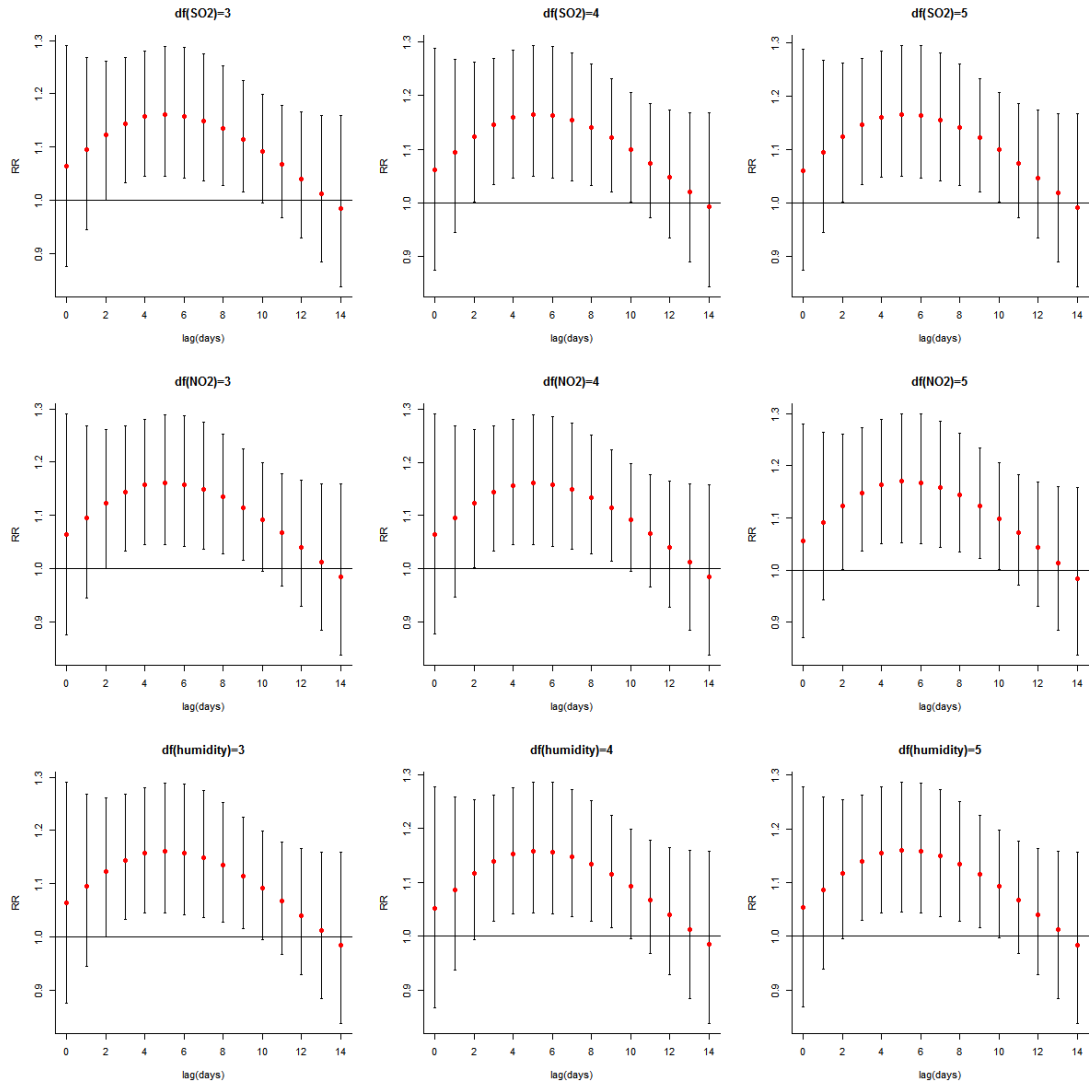 df(SO2)=3
df(SO2)=4
df(SO2)=5
RR
1.3
1.2
1.1
1.0
0.9
0 2 4 6 8 10 12 14
lag(days)
RR
1.3
1.2
1.1
1.0
0.9
0 2 4 6 8 10 12 14
lag(days)
RR
1.3
1.2
1.1
1.0
0.9
0 2 4 6 8 10 12 14
lag(days)
df(NO2)=3
df(NO2)=4
df(NO2)=5
RR
1.3
1.2
1.1
1.0
0.9
0 2 4 6 8 10 12 14
lag(days)
RR
1.3
1.2
1.1
1.0
0.9
0 2 4 6 8 10 12 14
lag(days)
RR
1.3
1.2
1.1
1.0
0.9
0 2 4 6 8 10 12 14
lag(days)
df(humidity)=3
df(humidity)=4
df(humidity)=5
RR
1.3
1.2
1.1
1.0
0.9
0 2 4 6 8 10 12 14
lag(days)
RR
1.3
1.2
1.1
1.0
0.9
0 2 4 6 8 10 12 14
lag(days)
RR
1.3
1.2
1.1
1.0
0.9
0 2 4 6 8 10 12 14
lag(days)